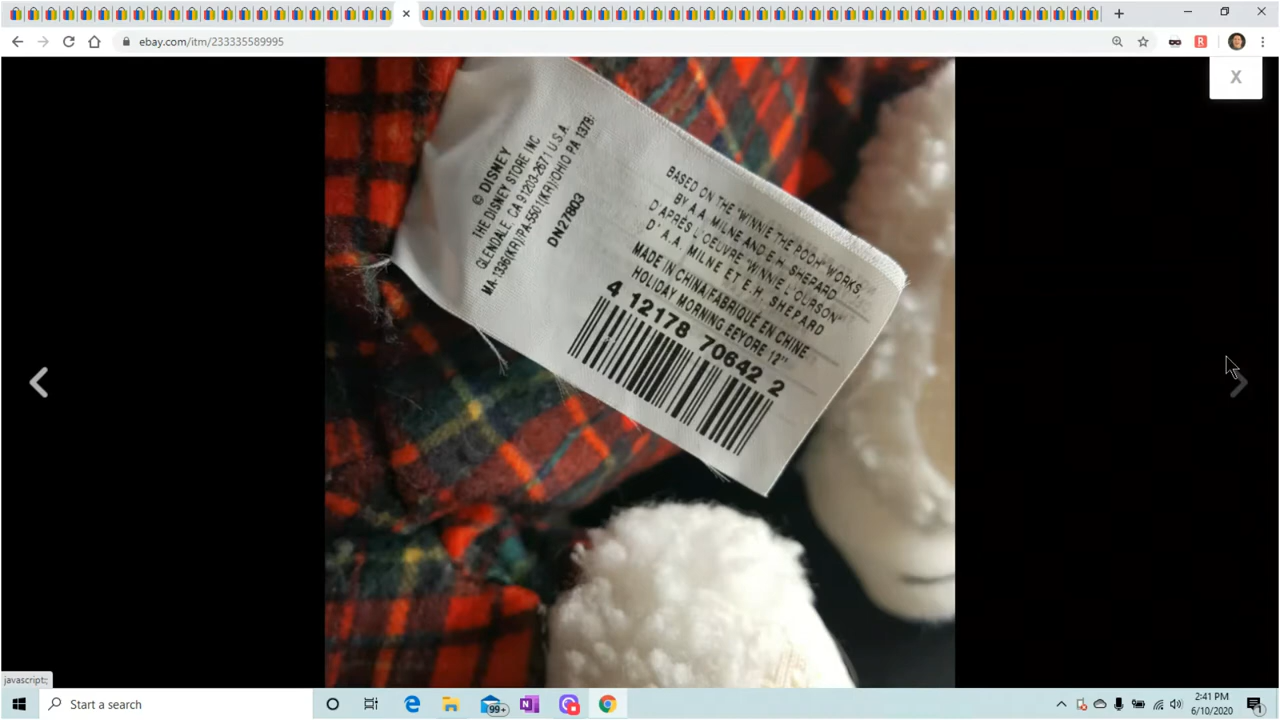 ebay.com/itm/233335589995
X
© DISNEY
THE DISNEY STORE INC
GLENDALE, CA 91203-2671 U.S.A.
MA-1336(KR)/PA-5501(KR)/OHIO PA 1379/
DN27803
BASED ON THE "WINNIE THE POOH" WORKS,
BY A.A. MILNE AND E.H. SHEPARD
D'APRÈS L'OEUVRE "WINNIE L'OURSON"
D' A.A. MILNE ET E.H. SHEPARD
MADE IN CHINA/FABRIQUÉ EN CHINE
HOLIDAY MORNING EEYORE 12"
4 12178 70642 2
javascript:;
Start a search
99+
2:41 PM
6/10/2020
1